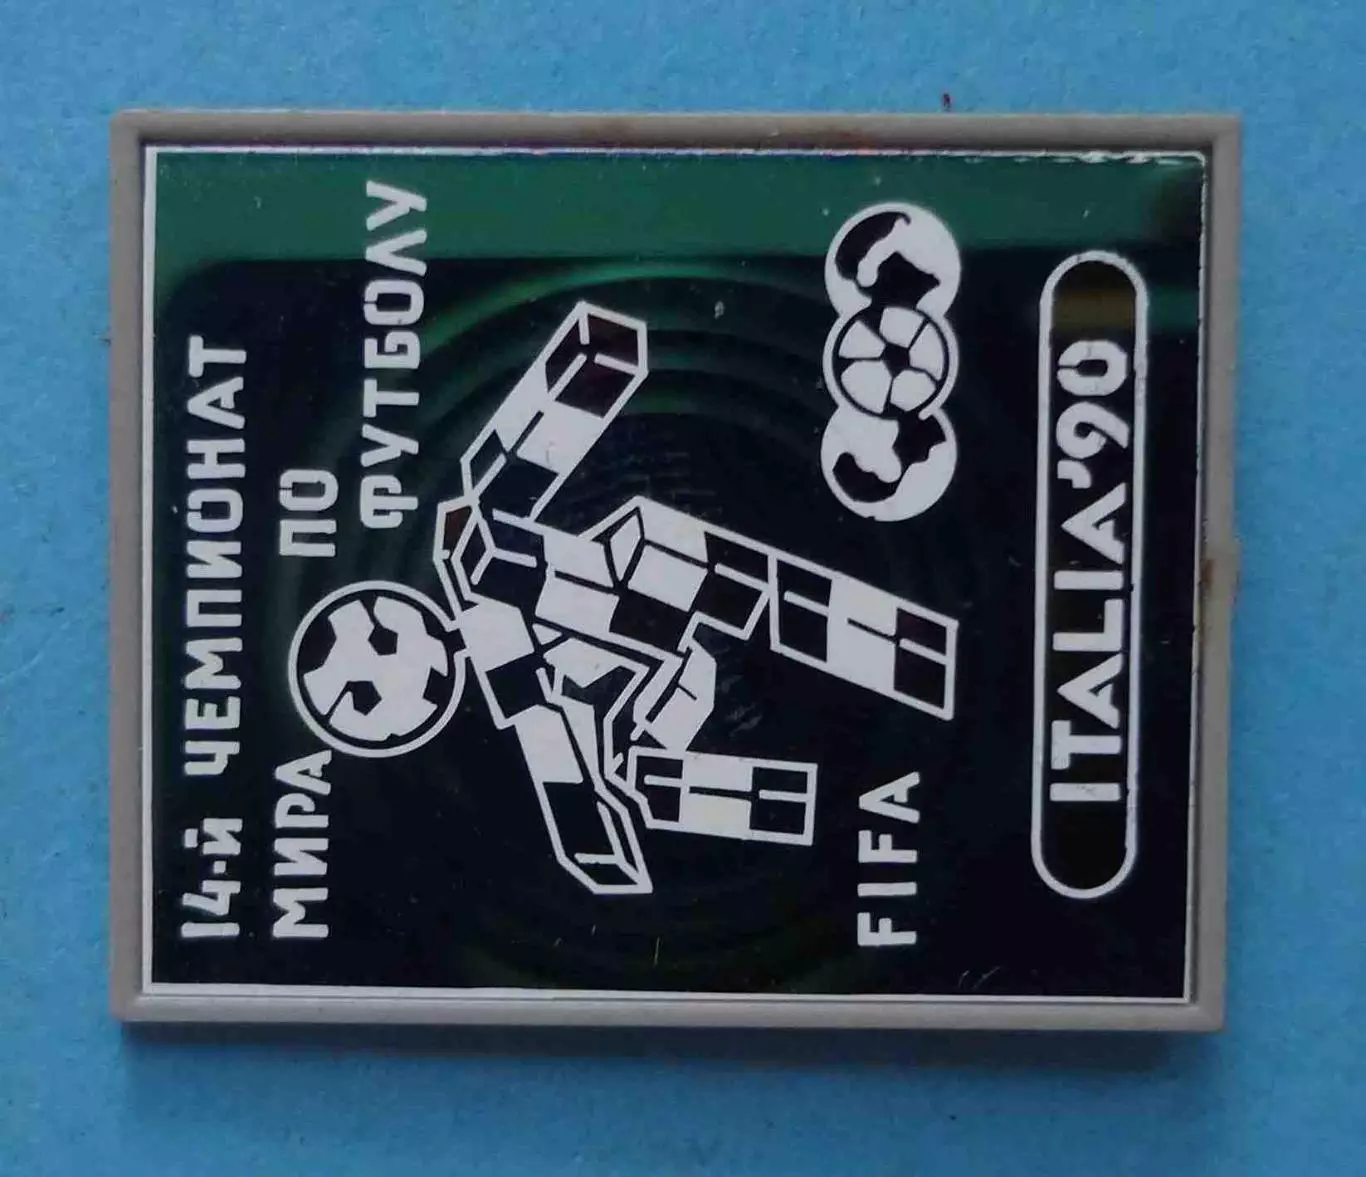 14-й ЧЕМПИОНАТ
МИРА ПО
ФУТБОЛУ
FIFA
ITALIA'90